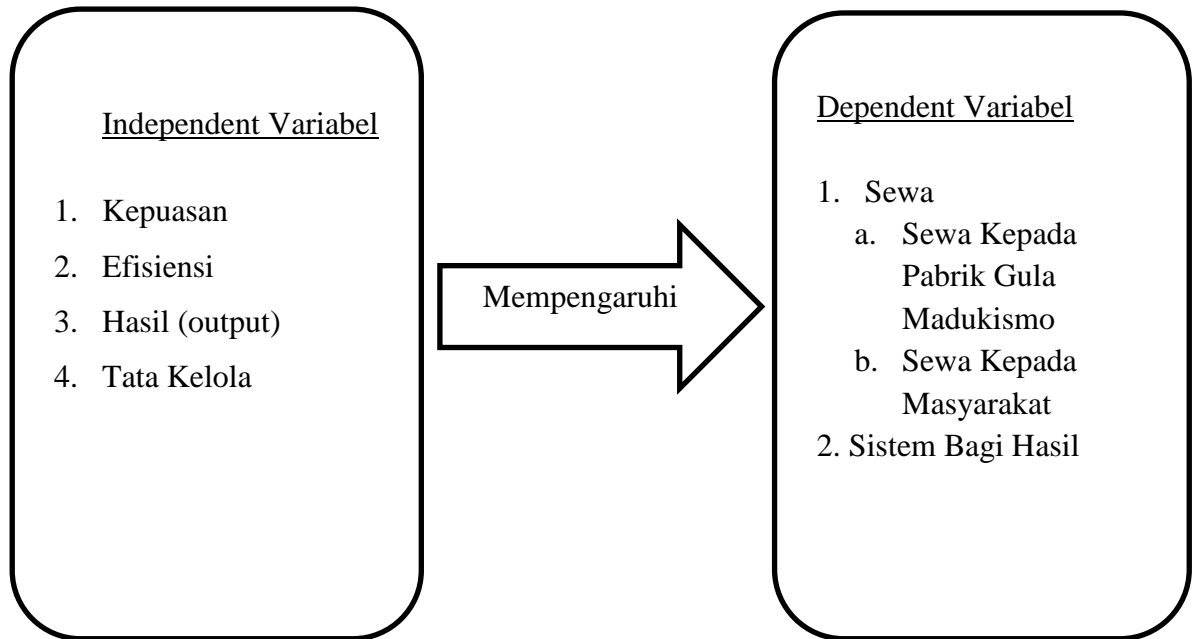 Independent Variabel
1. Kepuasan
2. Efisiensi
3. Hasil (output)
4. Tata Kelola
Mempengaruhi
Dependent Variabel
1. Sewa
a. Sewa Kepada
Pabrik Gula
Madukismo
b. Sewa Kepada
Masyarakat
2. Sistem Bagi Hasil